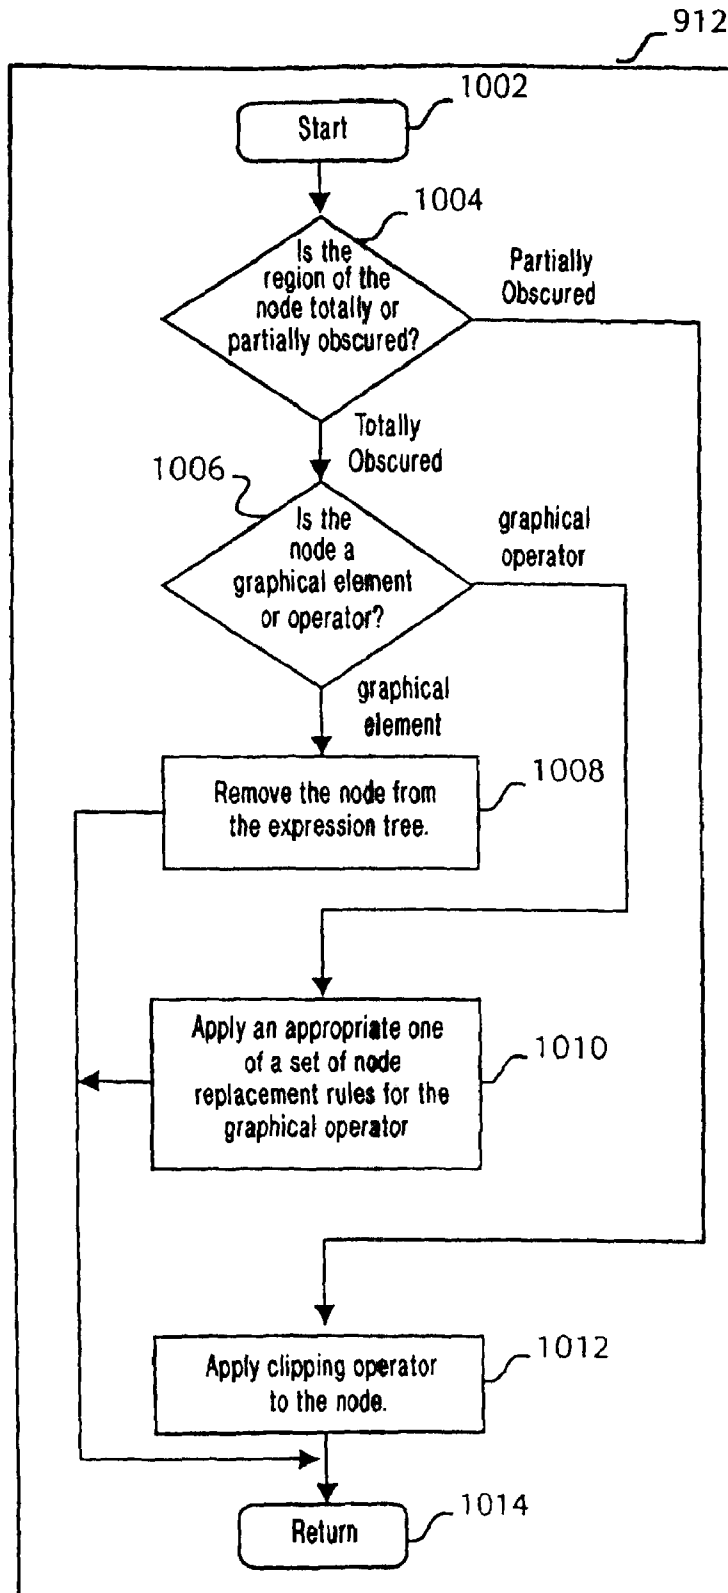 912
1002
Start
1004
Is the
region of the
node totally or
partially obscured?
Partially
Obscured
Totally
Obscured
1006
Is the
node a
graphical element
or operator?
graphical
operator
graphical
element
1008
Remove the node from
the expression tree.
Apply an appropriate one
of a set of node
replacement rules for the
graphical operator
1010
Apply clipping operator
to the node.
1012
Return
1014